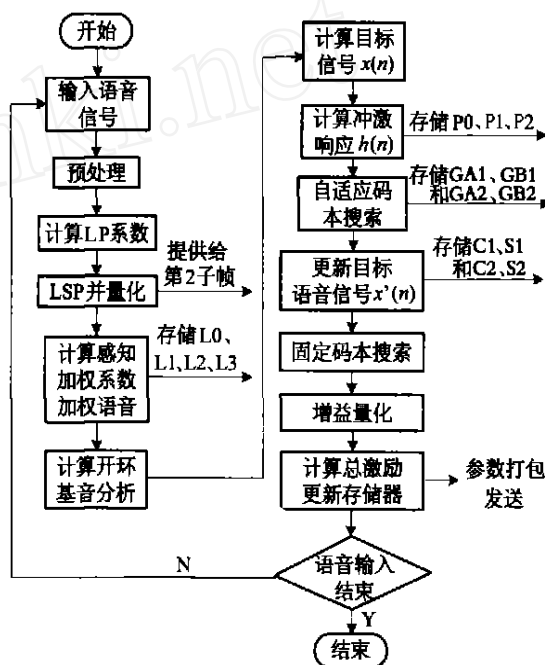 开始
输入语音
信号
预处理
计算LP系数
LSP并量化
提供给
第2子帧
计算感知
加权系数
加权语音
存储L0、
L1、L2、L3
计算开环
基音分析
计算目标
信号x(n)
计算冲激
响应h(n)
存储P0、P1、P2
自适应码
本搜索
存储GA1、GB1
和GA2、GB2
更新目标
语音信号x’(n)
存储C1、S1
和C2、S2
固定码本搜索
增益量化
计算总激励
更新存储器
参数打包
发送
语音输入
结束
N
Y
结束
nki.net